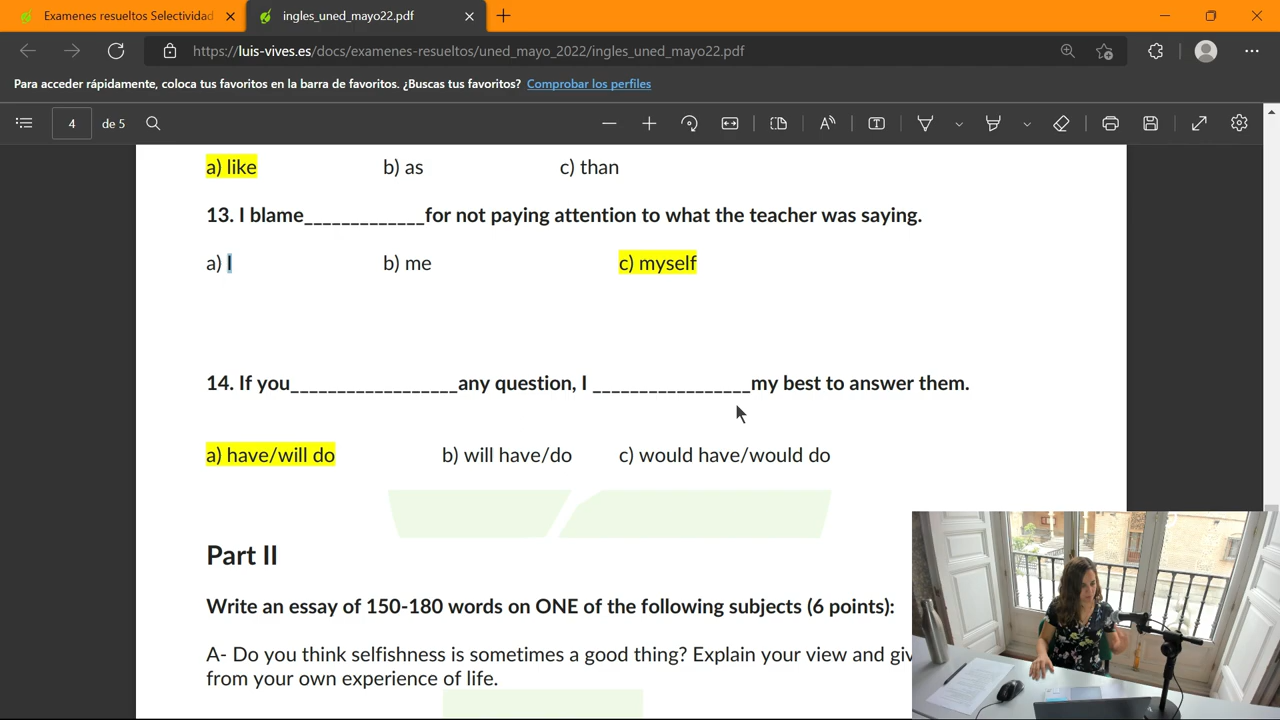 Examenes resueltos Selectividad
ingles_uned_mayo22.pdf
https://luis-vives.es/docs/examenes-resueltos/uned_mayo_2022/ingles_uned_mayo22.pdf
Para acceder rápidamente, coloca tus favoritos en la barra de favoritos. ¿Buscas tus favoritos? Comprobar los perfiles
4 de 5
a) like b) as c) than
13. I blame_____________for not paying attention to what the teacher was saying.
a) I b) me c) myself
14. If you__________________any question, I _________________my best to answer them.
a) have/will do b) will have/do c) would have/would do
Part II
Write an essay of 150-180 words on ONE of the following subjects (6 points):
A- Do you think selfishness is sometimes a good thing? Explain your view and giv
from your own experience of life.